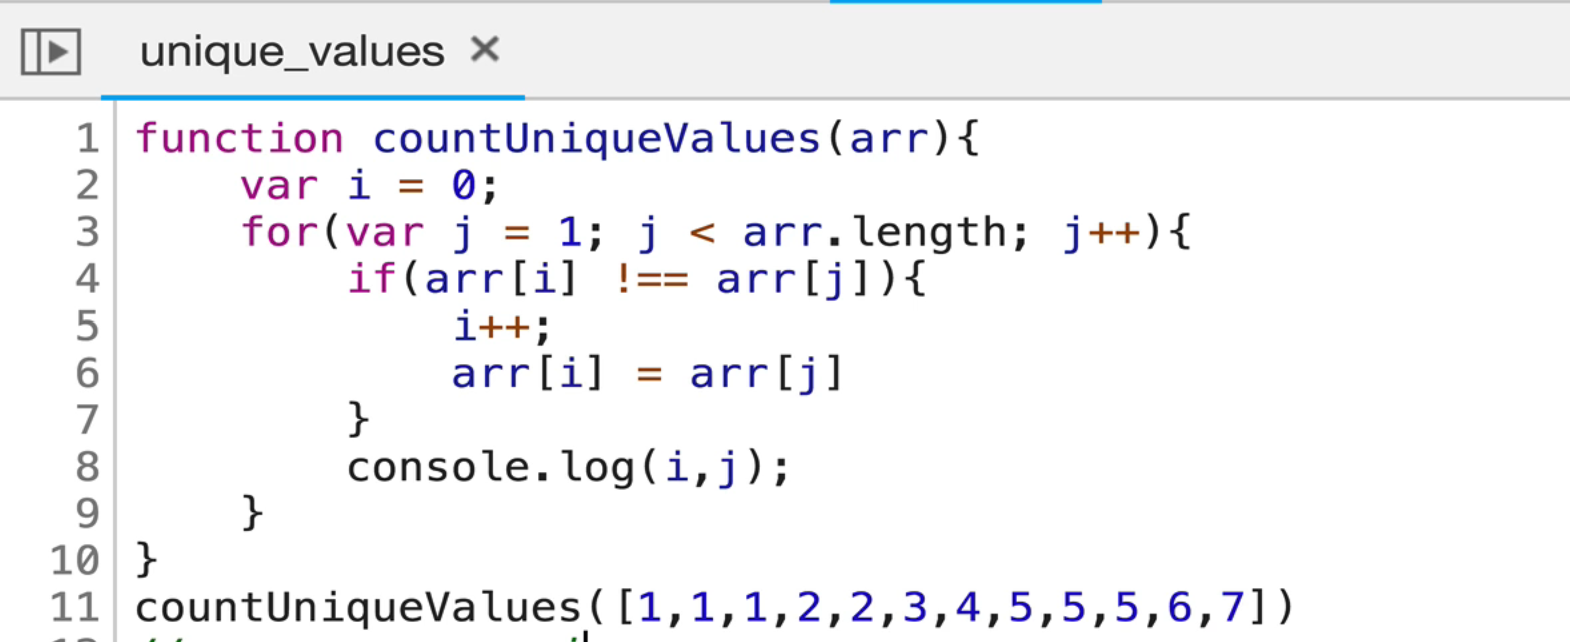 unique_values ×
1 function countUniqueValues(arr){
2     var i = 0;
3     for(var j = 1; j < arr.length; j++){
4         if(arr[i] !== arr[j]){
5             i++;
6             arr[i] = arr[j]
7         }
8         console.log(i,j);
9     }
10 }
11 countUniqueValues([1,1,1,2,2,3,4,5,5,5,6,7])